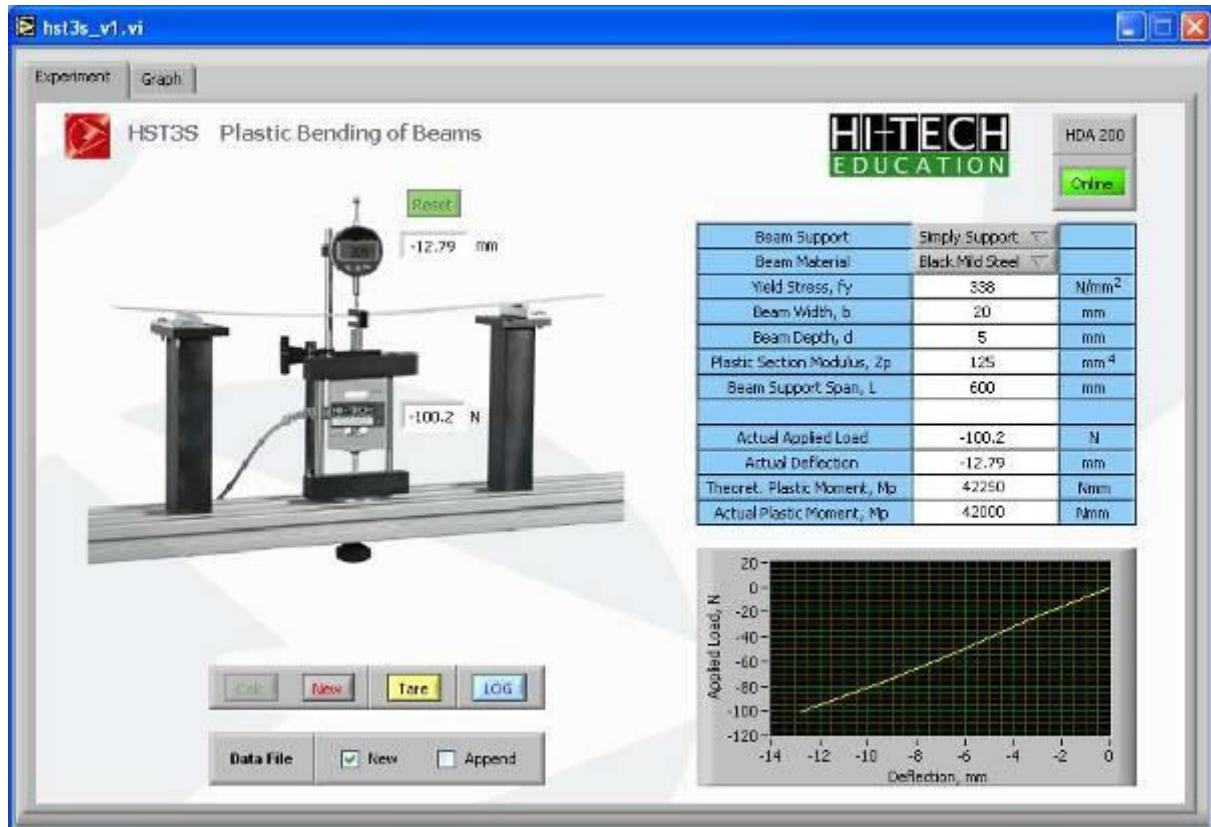 hst3s_v1.vi
Experiment Graph
HST3S Plastic Bending of Beams
HI-TECH
EDUCATION
HDA 200
Online
Reset
-12.79 mm
-100.2 N
Beam Support Simply Support
Beam Material Black Mild Steel
Yield Stress, fy 338 N/mm²
Beam Width, b 20 mm
Beam Depth, d 5 mm
Plastic Section Modulus, Zp 125 mm⁴
Beam Support Span, L 600 mm
Actual Applied Load -100.2 N
Actual Deflection -12.79 mm
Theoret. Plastic Moment, Mp 42250 Nmm
Actual Plastic Moment, Mp 42000 Nmm
Calc New Tare LOG
Data File New Append
Applied Load, N
20
0
-20
-40
-60
-80
-100
-120
-14 -12 -10 -8 -6 -4 -2 0
Deflection, mm